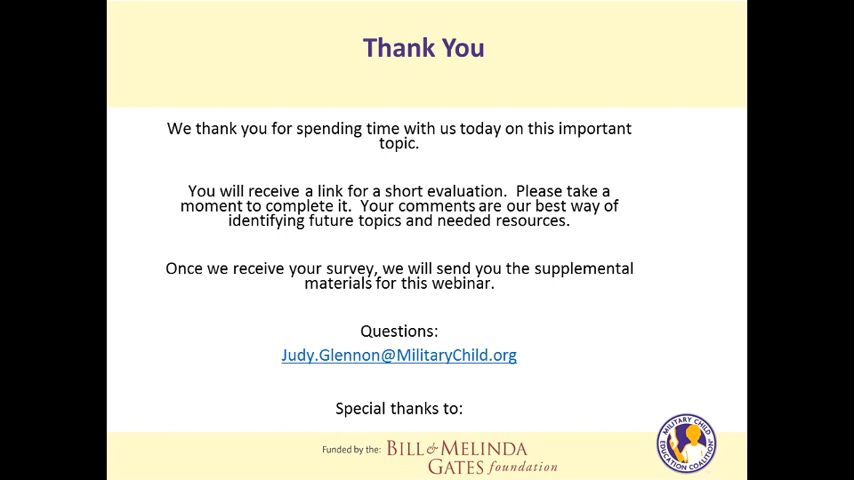 Thank You
We thank you for spending time with us today on this important
topic.
You will receive a link for a short evaluation. Please take a
moment to complete it. Your comments are our best way of
identifying future topics and needed resources.
Once we receive your survey, we will send you the supplemental
materials for this webinar.
Questions:
Judy.Glennon@MilitaryChild.org
Special thanks to:
Funded by the: BILL & MELINDA
GATES foundation
MILITARY CHILD
EDUCATION COALITION